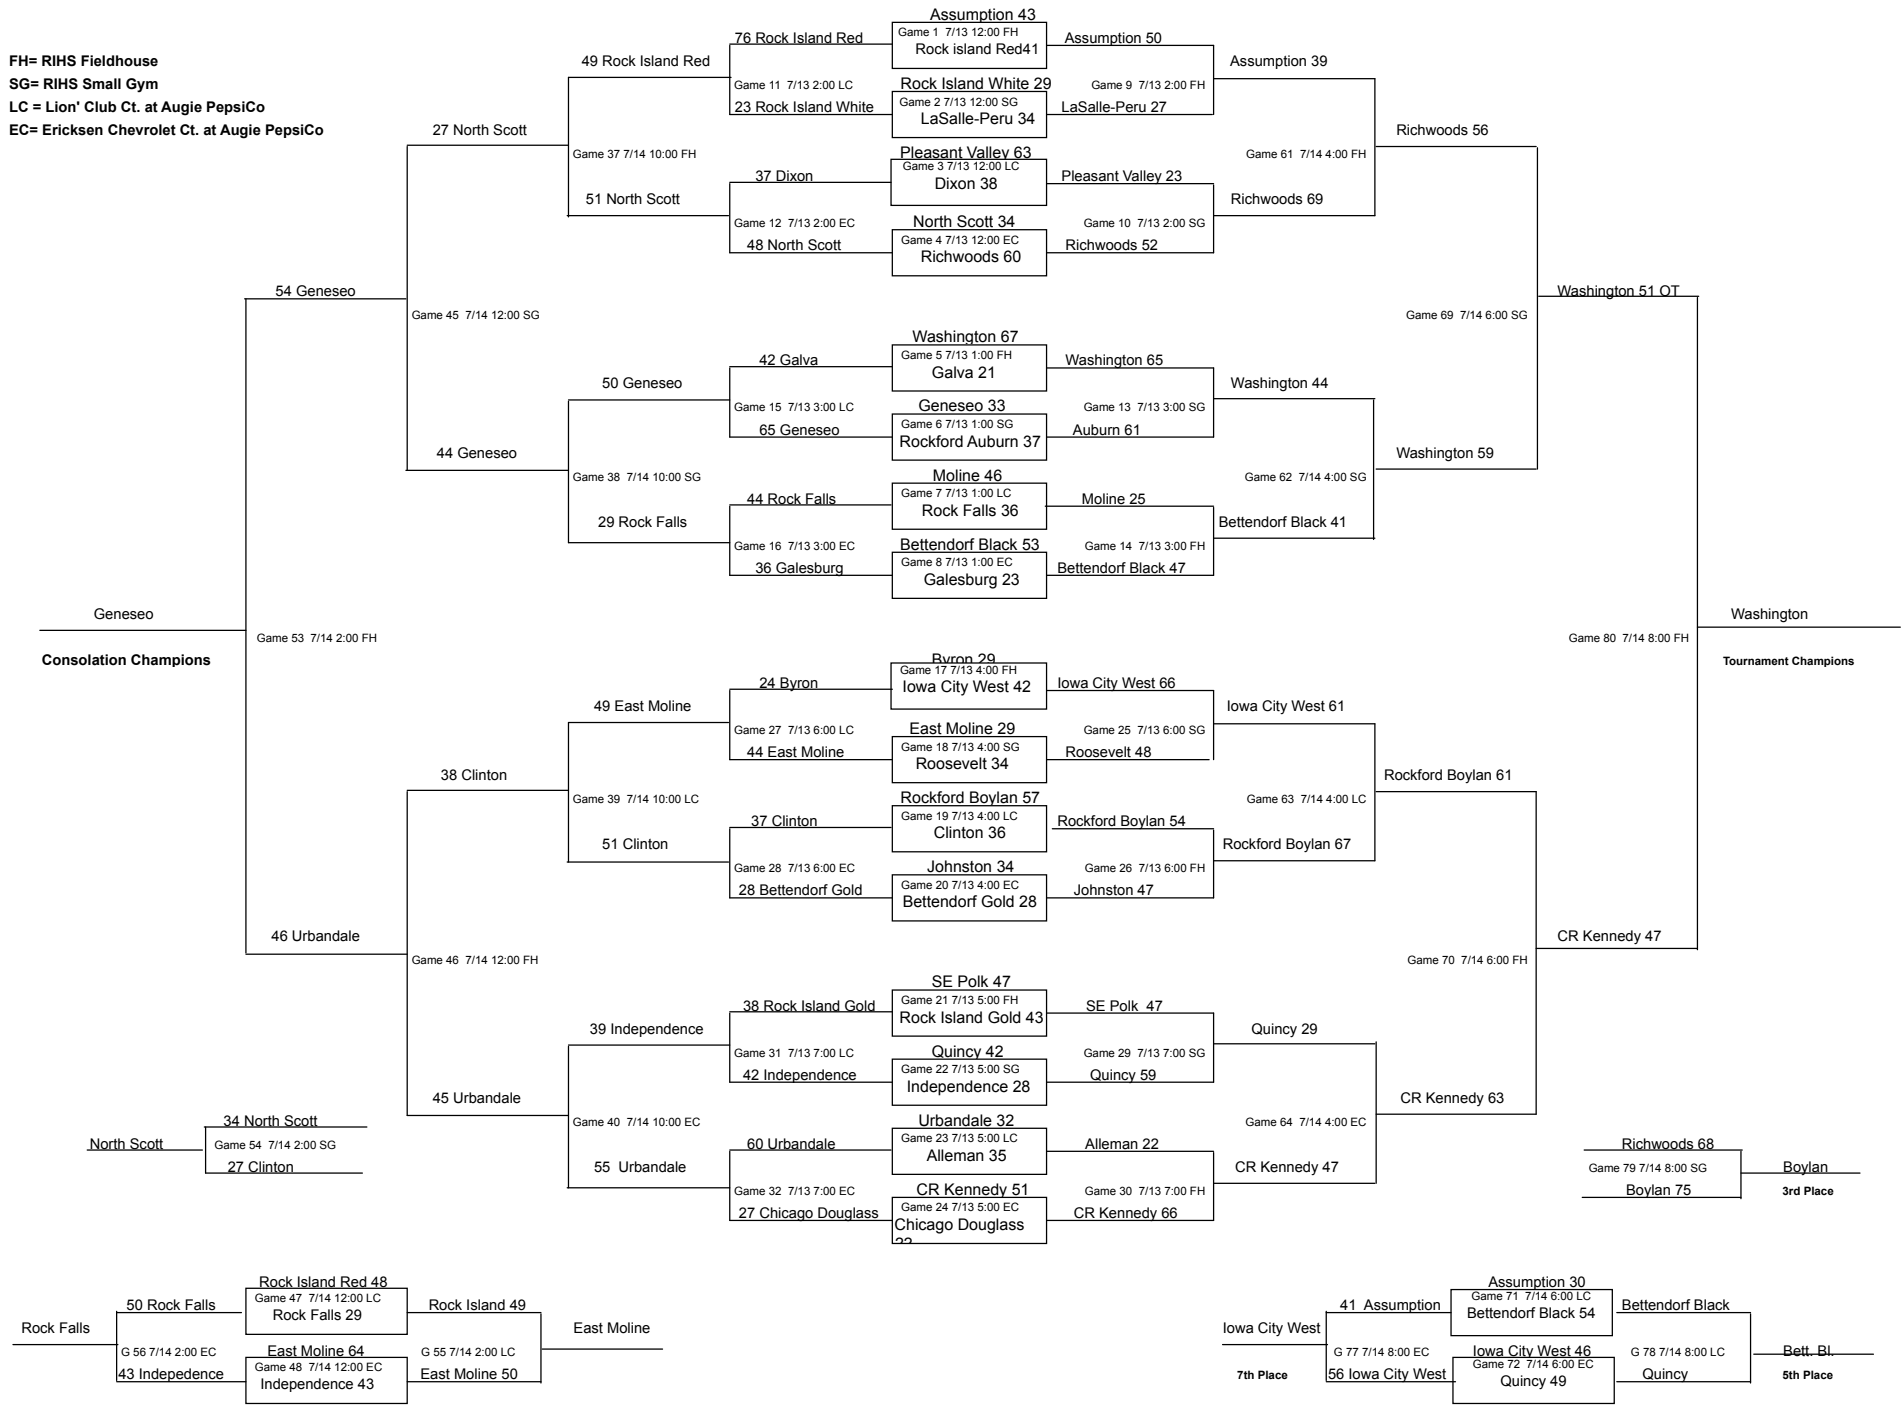 Assumption 43
Game 1 7/13 12:00 FH
Rock island Red41
76 Rock Island Red
Assumption 50
FH= RIHS Fieldhouse
SG= RIHS Small Gym
LC = Lion' Club Ct. at Augie PepsiCo
EC= Ericksen Chevrolet Ct. at Augie PepsiCo
49 Rock Island Red
Assumption 39
Game 11 7/13 2:00 LC
Rock Island White 29
Game 9 7/13 2:00 FH
23 Rock Island White
Game 2 7/13 12:00 SG
LaSalle-Peru 34
LaSalle-Peru 27
27 North Scott
Richwoods 56
Game 37 7/14 10:00 FH
Pleasant Valley 63
Game 61 7/14 4:00 FH
Game 3 7/13 12:00 LC
Dixon 38
37 Dixon
Pleasant Valley 23
51 North Scott
Richwoods 69
Game 12 7/13 2:00 EC
North Scott 34
Game 10 7/13 2:00 SG
48 North Scott
Game 4 7/13 12:00 EC
Richwoods 60
Richwoods 52
54 Geneseo
Washington 51 OT
Game 45 7/14 12:00 SG
Game 69 7/14 6:00 SG
Washington 67
42 Galva
Game 5 7/13 1:00 FH
Galva 21
Washington 65
50 Geneseo
Washington 44
Game 15 7/13 3:00 LC
Geneseo 33
Game 13 7/13 3:00 SG
65 Geneseo
Game 6 7/13 1:00 SG
Rockford Auburn 37
Auburn 61
44 Geneseo
Washington 59
Game 38 7/14 10:00 SG
Moline 46
Game 62 7/14 4:00 SG
44 Rock Falls
Game 7 7/13 1:00 LC
Rock Falls 36
Moline 25
29 Rock Falls
Bettendorf Black 41
Game 16 7/13 3:00 EC
Bettendorf Black 53
Game 14 7/13 3:00 FH
36 Galesburg
Game 8 7/13 1:00 EC
Galesburg 23
Bettendorf Black 47
Geneseo
Washington
Game 53 7/14 2:00 FH
Game 80 7/14 8:00 FH
Consolation Champions
Tournament Champions
Byron 29
Game 17 7/13 4:00 FH
Iowa City West 42
24 Byron
Iowa City West 66
49 East Moline
Iowa City West 61
Game 27 7/13 6:00 LC
East Moline 29
Game 25 7/13 6:00 SG
44 East Moline
Game 18 7/13 4:00 SG
Roosevelt 34
Roosevelt 48
38 Clinton
Rockford Boylan 61
Game 39 7/14 10:00 LC
Rockford Boylan 57
Game 63 7/14 4:00 LC
37 Clinton
Game 19 7/13 4:00 LC
Clinton 36
Rockford Boylan 54
51 Clinton
Rockford Boylan 67
Game 28 7/13 6:00 EC
Johnston 34
Game 26 7/13 6:00 FH
28 Bettendorf Gold
Game 20 7/13 4:00 EC
Bettendorf Gold 28
Johnston 47
46 Urbandale
CR Kennedy 47
Game 46 7/14 12:00 FH
Game 70 7/14 6:00 FH
SE Polk 47
38 Rock Island Gold
Game 21 7/13 5:00 FH
Rock Island Gold 43
SE Polk 47
39 Independence
Quincy 29
Game 31 7/13 7:00 LC
Quincy 42
Game 29 7/13 7:00 SG
42 Independence
Game 22 7/13 5:00 SG
Independence 28
Quincy 59
45 Urbandale
CR Kennedy 63
Game 40 7/14 10:00 EC
Urbandale 32
Game 64 7/14 4:00 EC
60 Urbandale
Game 23 7/13 5:00 LC
Alleman 35
Alleman 22
55 Urbandale
CR Kennedy 47
Game 32 7/13 7:00 EC
CR Kennedy 51
Game 30 7/13 7:00 FH
27 Chicago Douglass
Game 24 7/13 5:00 EC
Chicago Douglass
CR Kennedy 66
34 North Scott
North Scott
Game 54 7/14 2:00 SG
27 Clinton
Richwoods 68
Game 79 7/14 8:00 SG
Boylan
Boylan 75
3rd Place
Rock Island Red 48
50 Rock Falls
Game 47 7/14 12:00 LC
Rock Falls 29
Rock Island 49
Rock Falls
East Moline
G 56 7/14 2:00 EC
East Moline 64
G 55 7/14 2:00 LC
43 Indepedence
Game 48 7/14 12:00 EC
Independence 43
East Moline 50
Assumption 30
41 Assumption
Game 71 7/14 6:00 LC
Bettendorf Black 54
Bettendorf Black
Iowa City West
G 77 7/14 8:00 EC
Iowa City West 46
G 78 7/14 8:00 LC
Bett. Bl.
7th Place
56 Iowa City West
Game 72 7/14 6:00 EC
Quincy 49
Quincy
5th Place